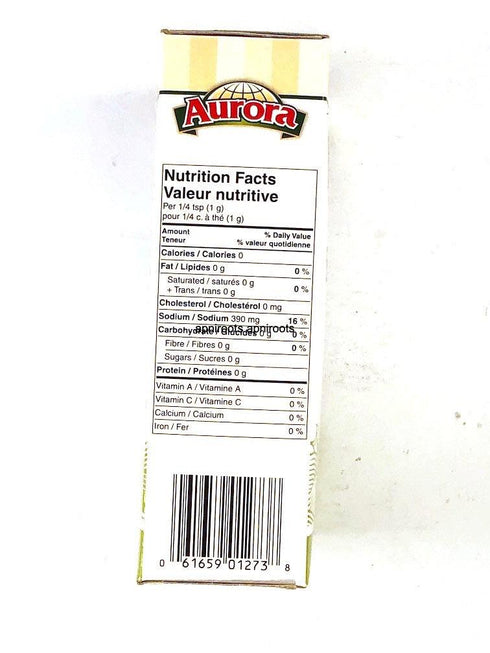 Aurora
Nutrition Facts
Valeur nutritive
Per 1/4 tsp (1 g)
pour 1/4 c. à thé (1 g)
Amount % Daily Value
Teneur % valeur quotidienne
Calories / Calories 0
Fat / Lipides 0 g 0 %
Saturated / saturés 0 g
+ Trans / trans 0 g 0 %
Cholesterol / Cholestérol 0 mg
Sodium / Sodium 390 mg 16 %
appiroots appiroots
Carbohydrate / Glucides 0 g 0 %
Fibre / Fibres 0 g 0 %
Sugars / Sucres 0 g
Protein / Protéines 0 g
Vitamin A / Vitamine A 0 %
Vitamin C / Vitamine C 0 %
Calcium / Calcium 0 %
Iron / Fer 0 %
0 61659 01273 8